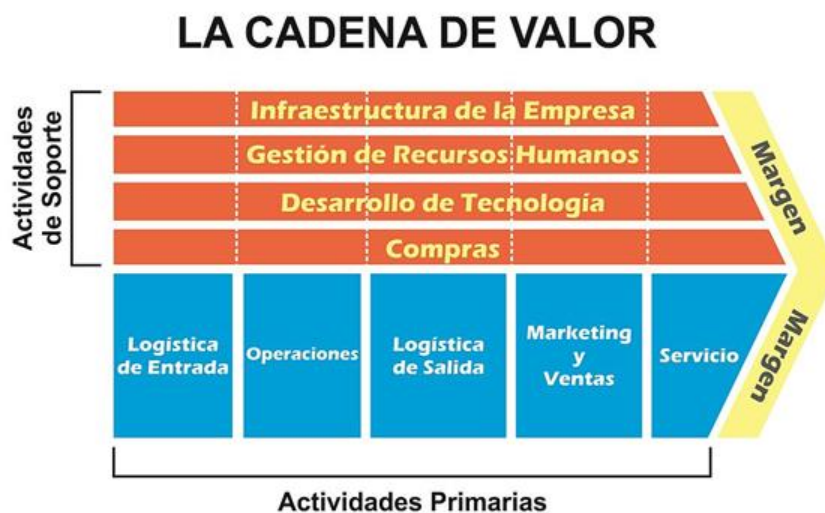 LA CADENA DE VALOR
Actividades
de Soporte
Infraestructura de la Empresa
Gestión de Recursos Humanos
Desarrollo de Tecnología
Compras
Margen
Logística
de Entrada
Operaciones
Logística
de Salida
Marketing
y
Ventas
Servicio
Margen
Actividades Primarias